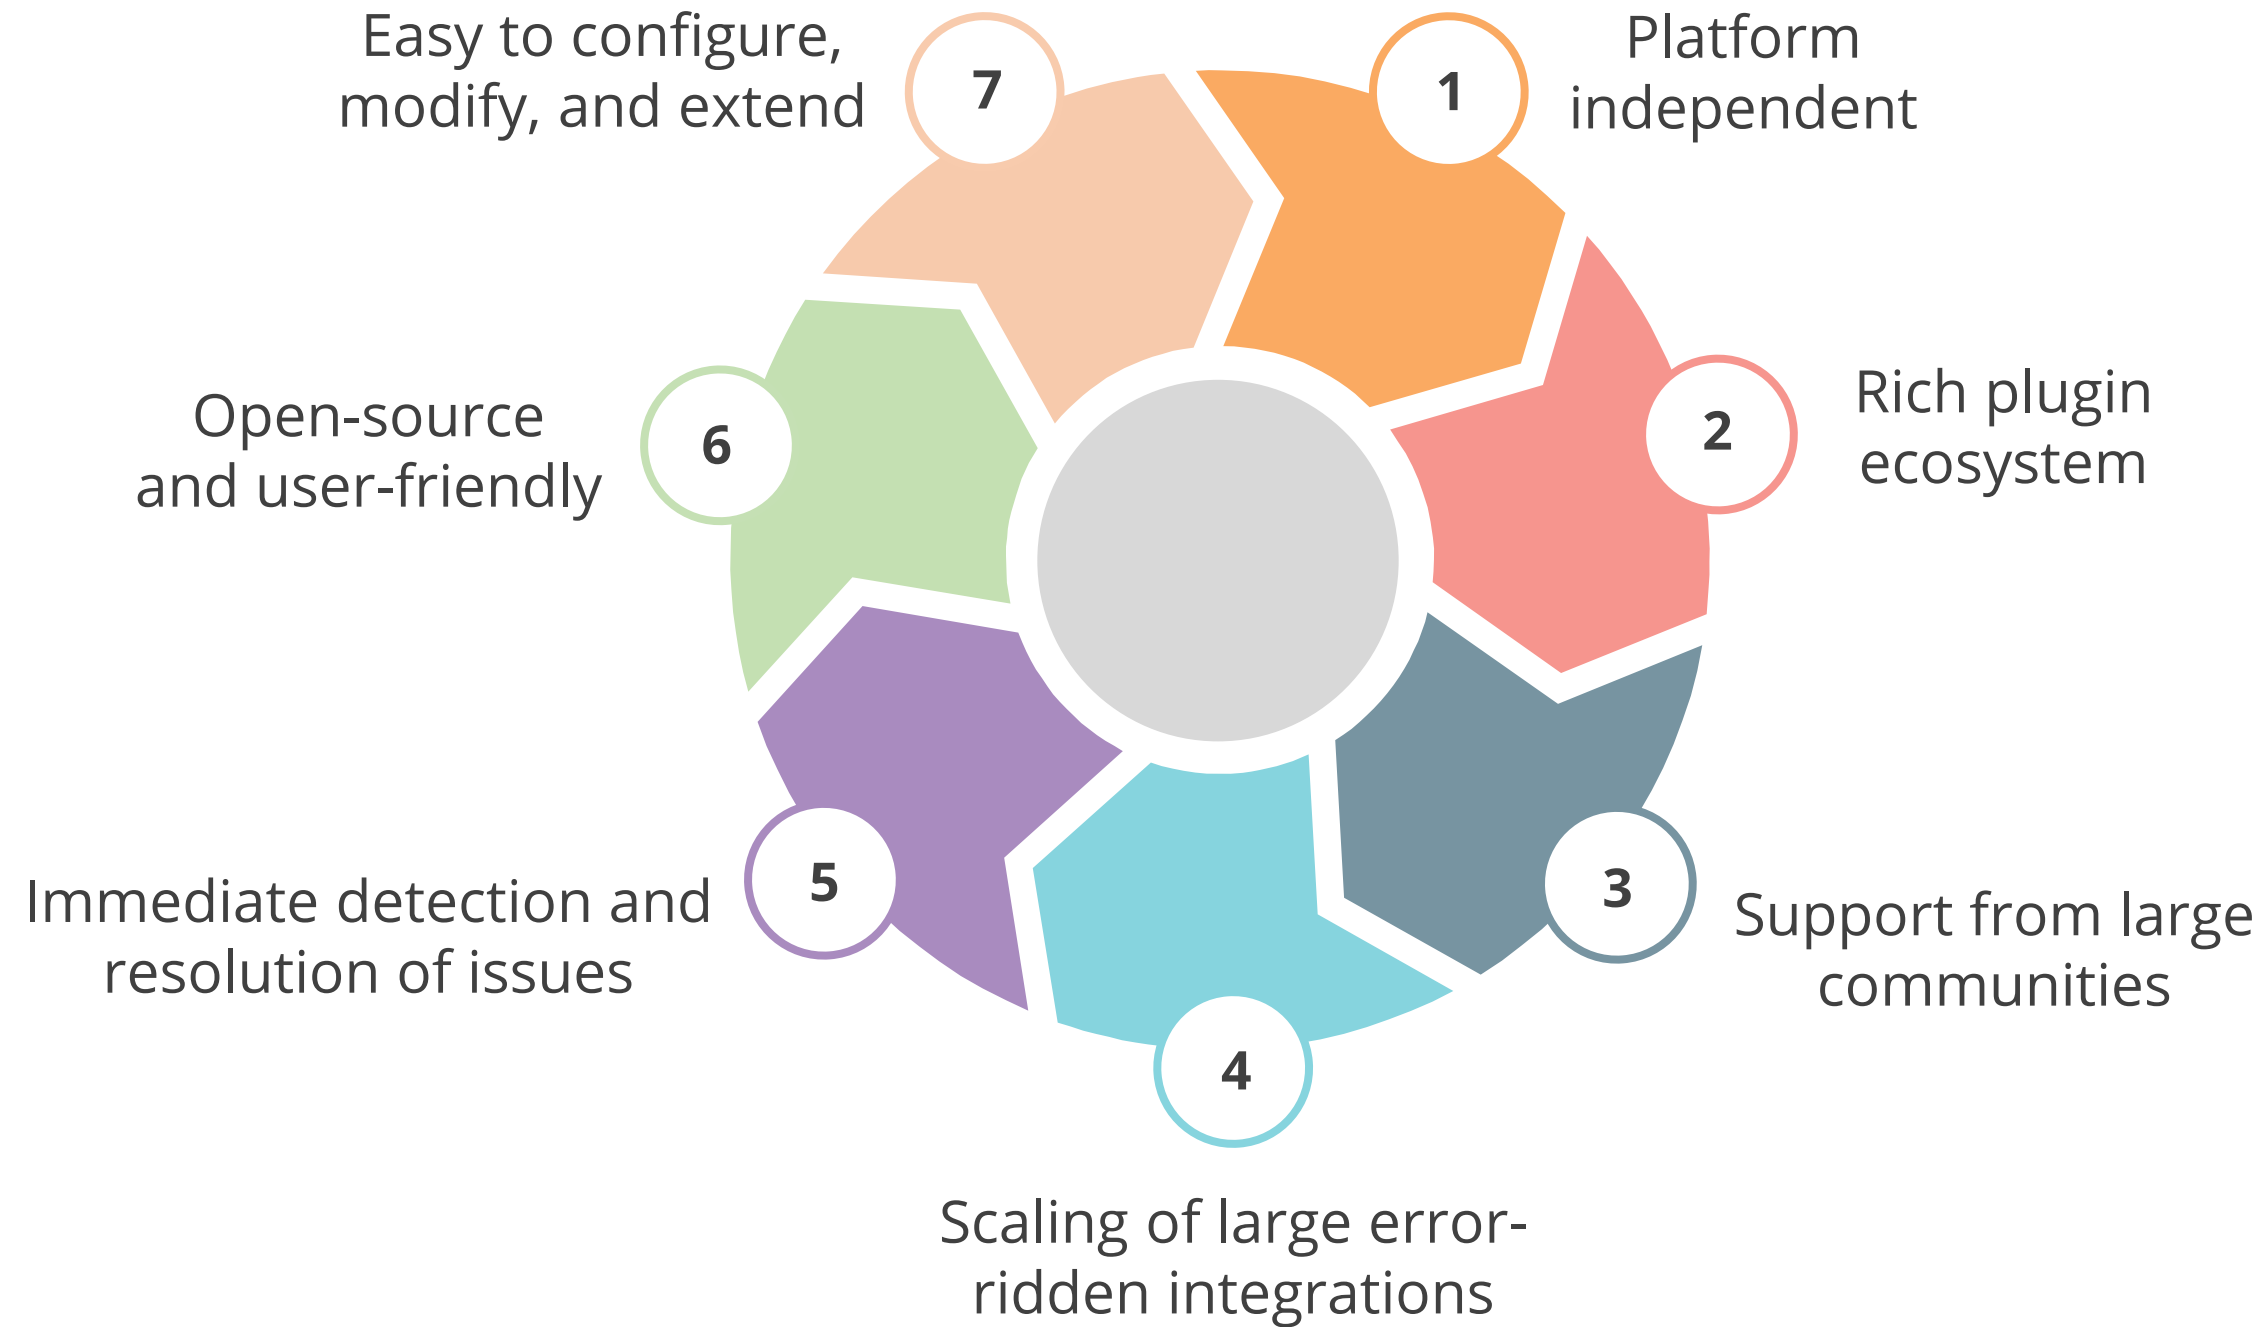 1
Platform
independent
2
Rich plugin
ecosystem
3
Support from large
communities
4
Scaling of large error-
ridden integrations
5
Immediate detection and
resolution of issues
6
Open-source
and user-friendly
7
Easy to configure,
modify, and extend